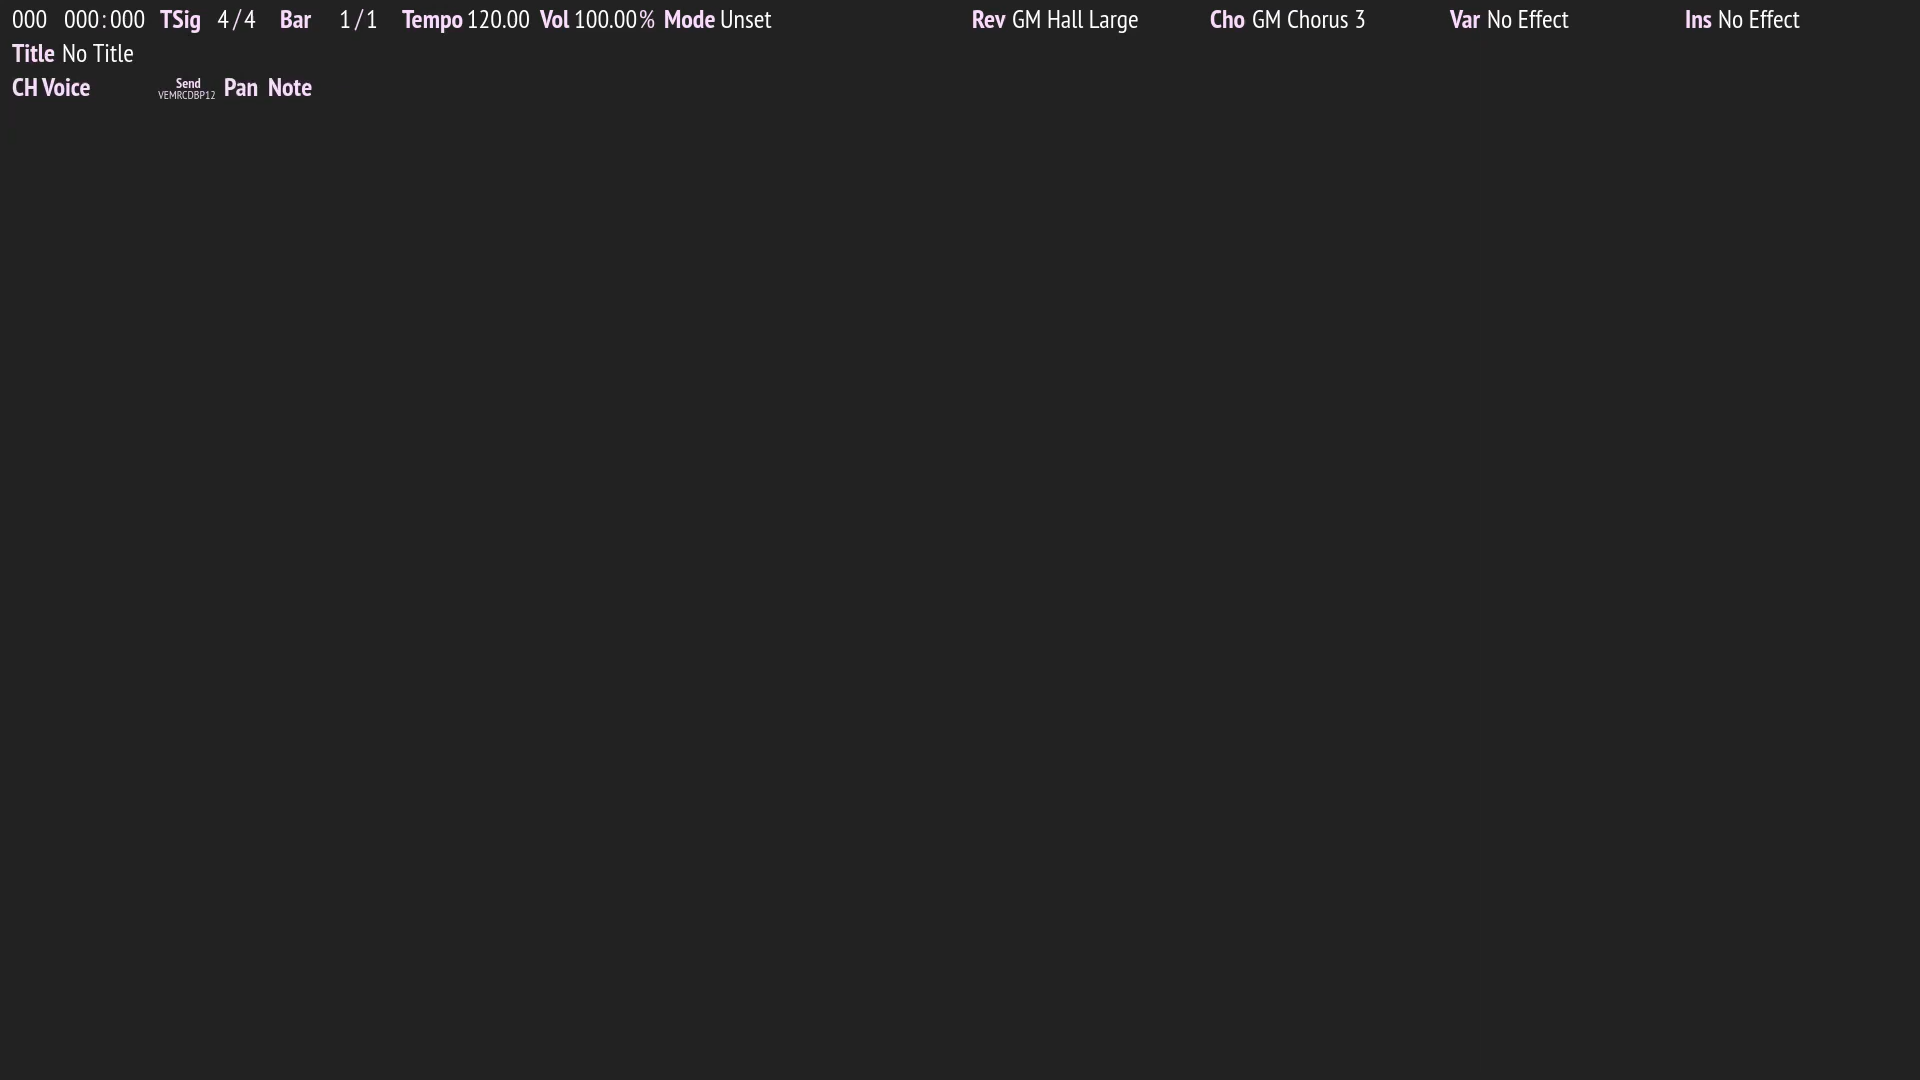 000 000:000 TSig 4/4 Bar 1/1 Tempo 120.00 Vol 100.00% Mode Unset Rev GM Hall Large Cho GM Chorus 3 Var No Effect Ins No Effect
Title No Title
CH Voice Send VEMRCDBP12 Pan Note